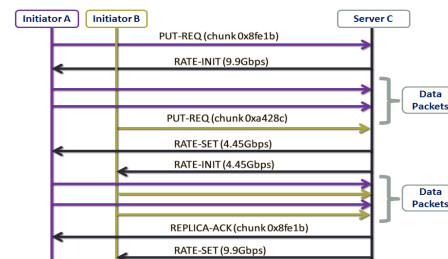 Initiator A
Initiator B
Server C
PUT-REQ (chunk 0x8fe1b)
RATE-INIT (9.9Gbps)
Data
Packets
PUT-REQ (chunk 0xa428c)
RATE-SET (4.45Gbps)
RATE-INIT (4.45Gbps)
Data
Packets
REPLICA-ACK (chunk 0x8fe1b)
RATE-SET (9.9Gbps)